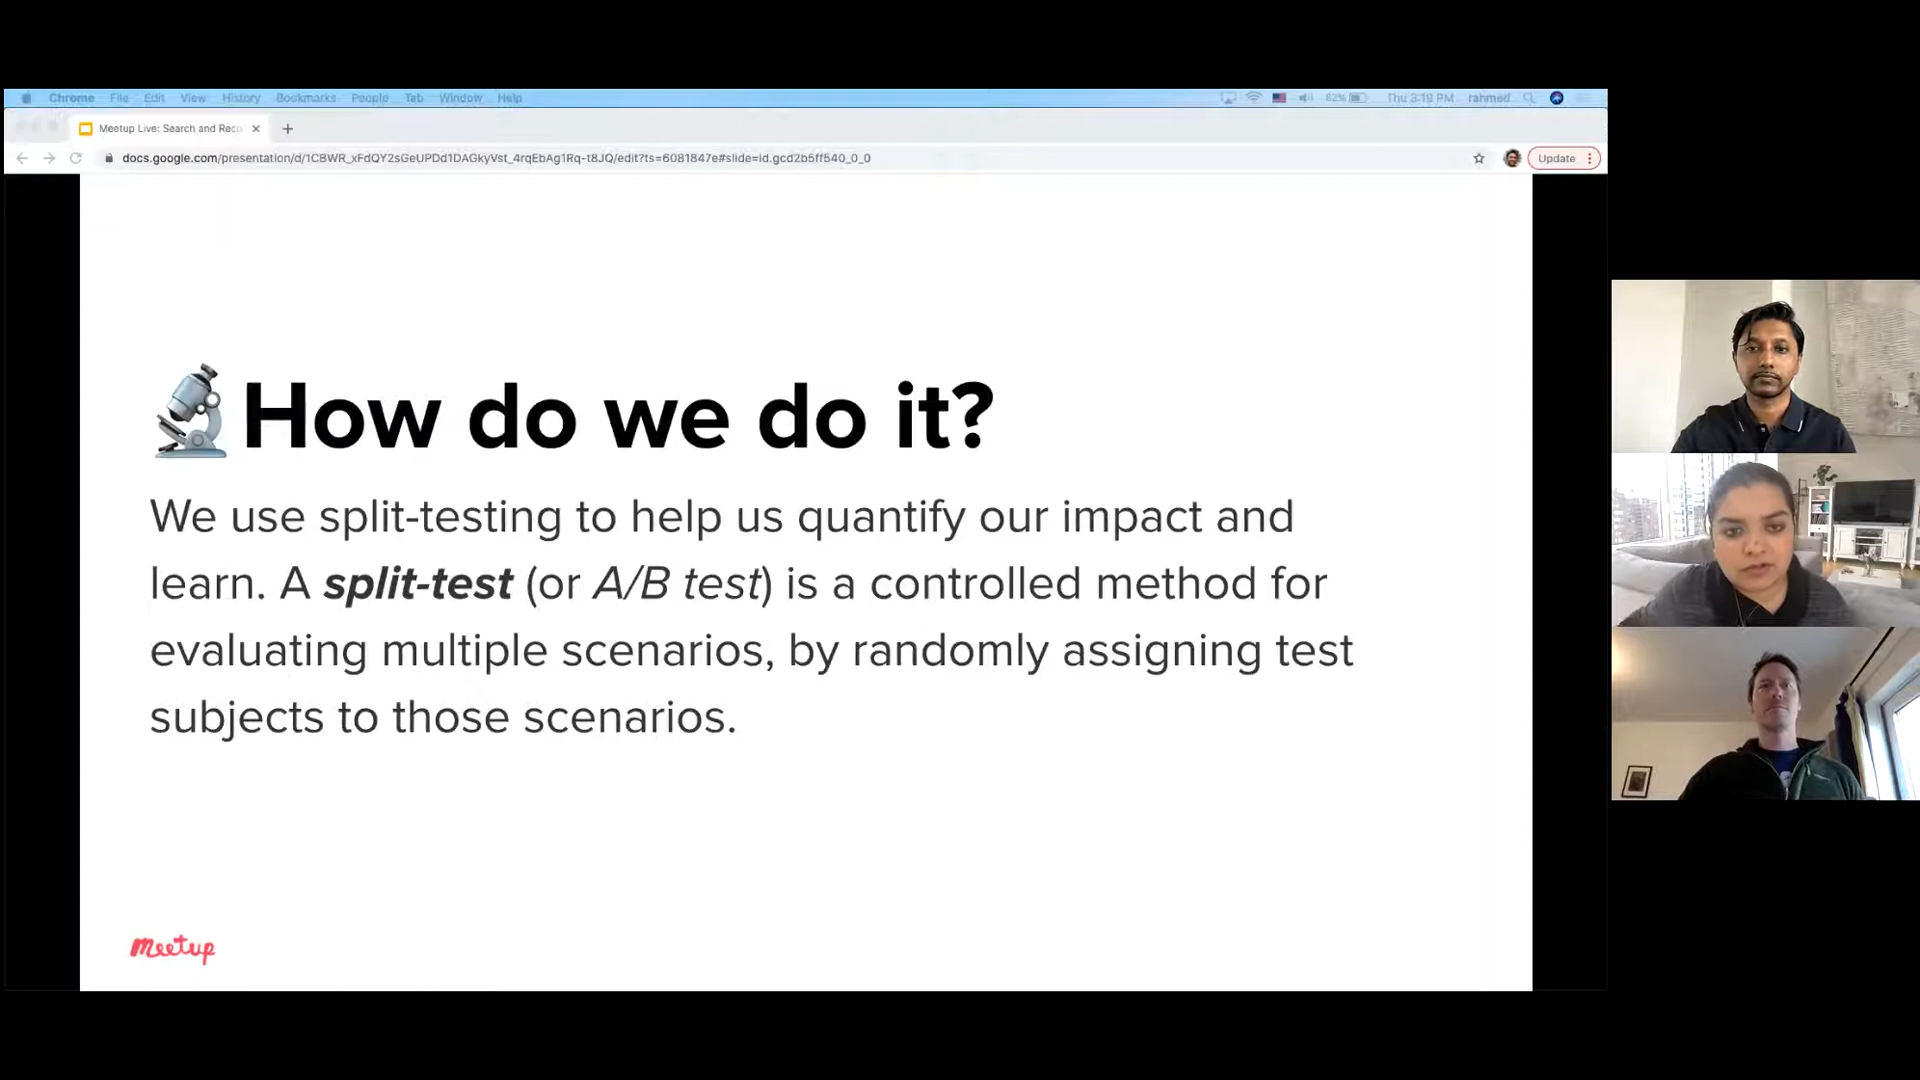 Chrome File Edit View History Bookmarks People Tab Window Help 82% Thu 3:19 PM rahmed
Meetup Live: Search and Reco
docs.google.com/presentation/d/1CBWR_xFdQY2sGeUPDd1DAGkyVst_4rqEbAg1Rq-t8JQ/edit?ts=6081847e#slide=id.gcd2b5ff540_0_0 Update
How do we do it?
We use split-testing to help us quantify our impact and
learn. A split-test (or A/B test) is a controlled method for
evaluating multiple scenarios, by randomly assigning test
subjects to those scenarios.
meetup